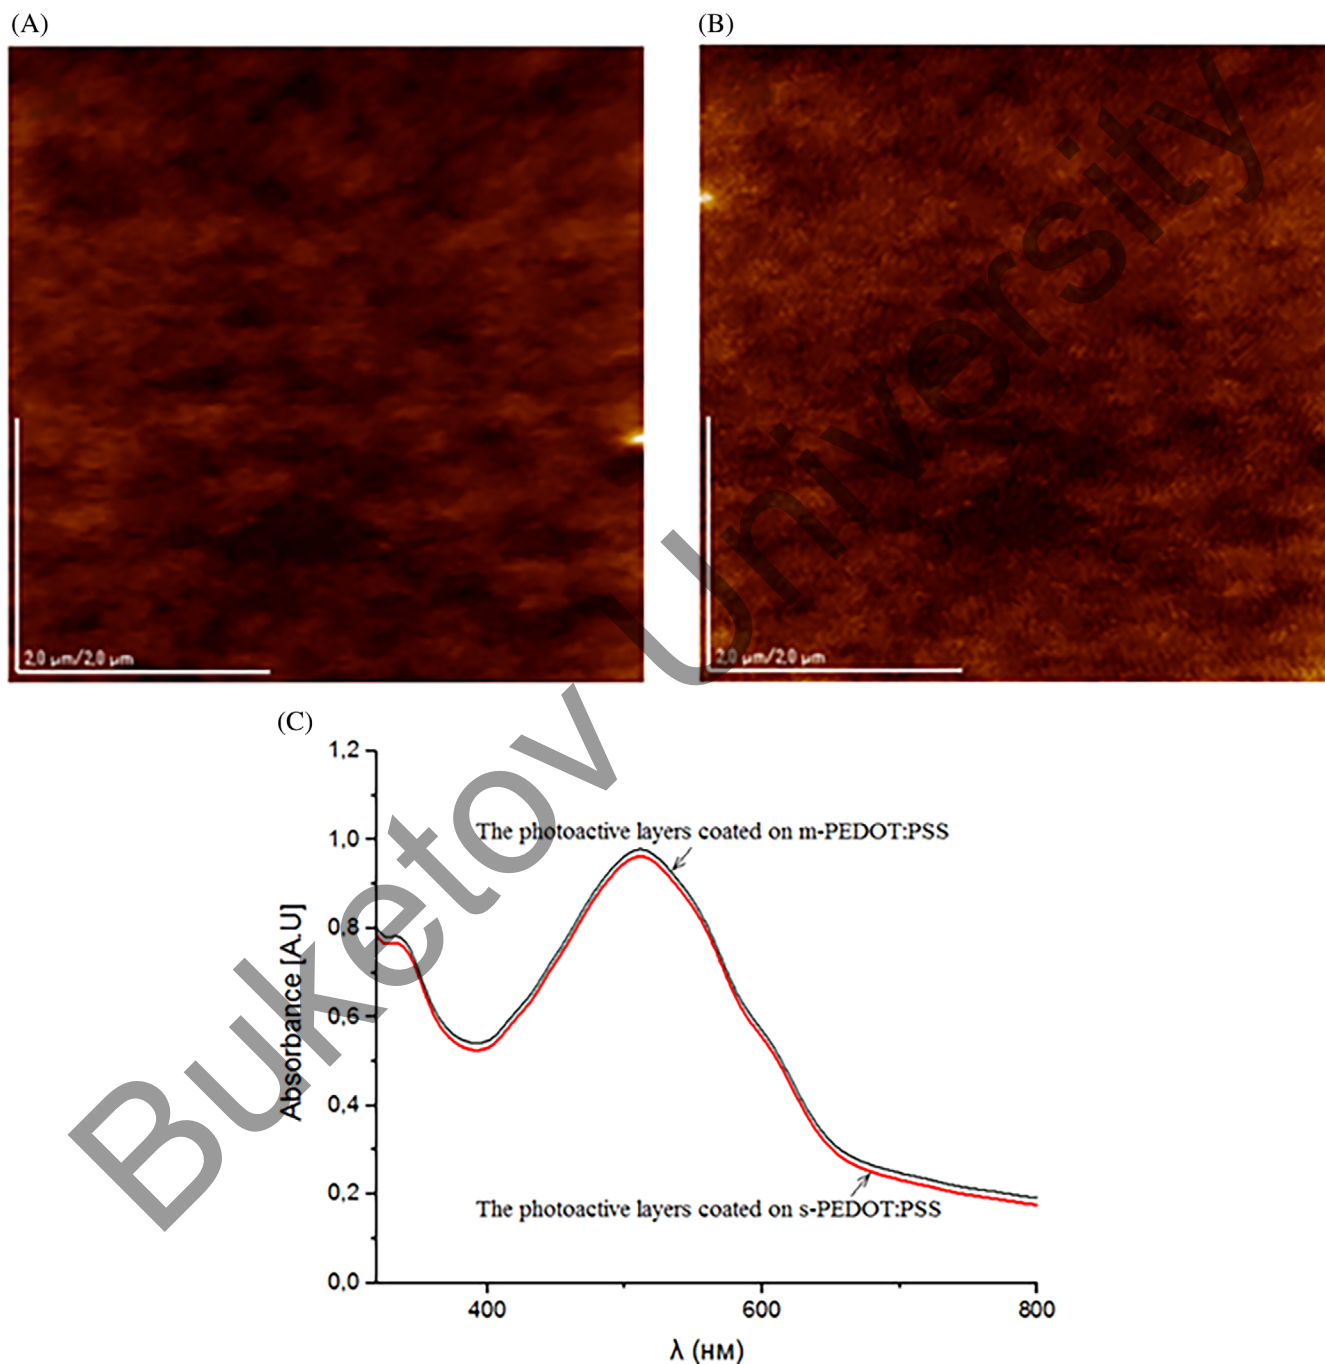 (A)
(B)
2.0 µm/2.0 µm
2.0 µm/2.0 µm
Buketov University
(C)
1,2
1,0
0,8
0,6
0,4
0,2
0,0
Absorbance [A.U]
The photoactive layers coated on m-PEDOT:PSS
The photoactive layers coated on s-PEDOT:PSS
400
600
800
λ (нм)